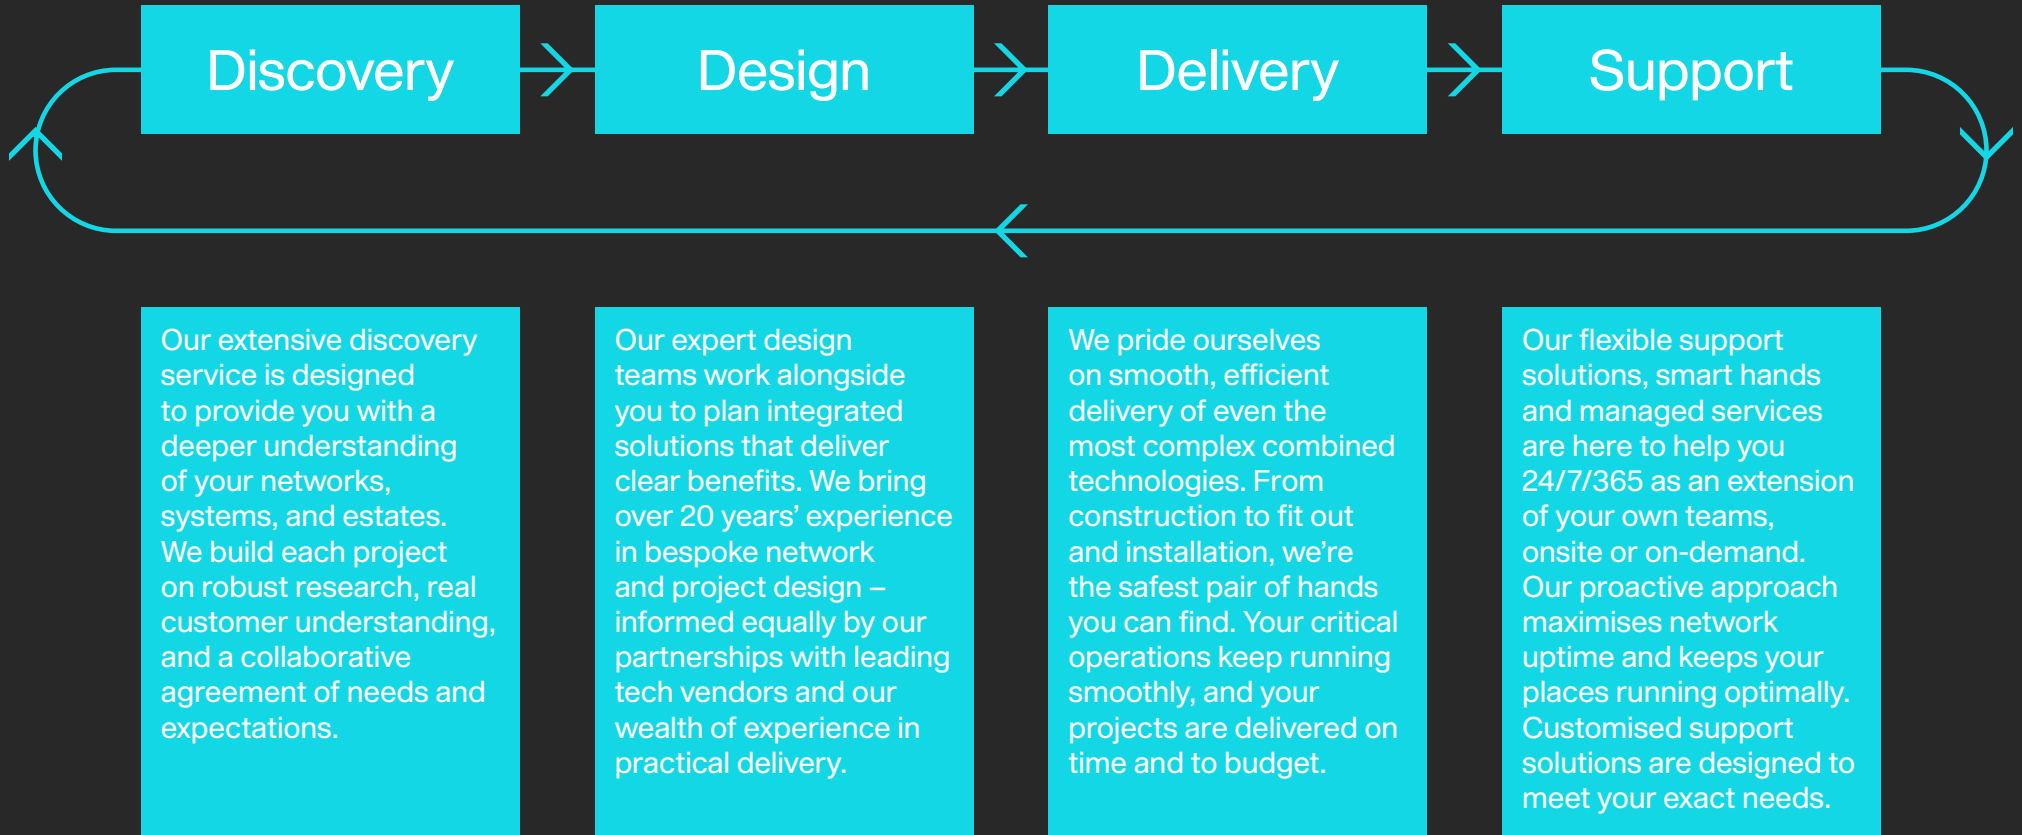 Discovery
Design
Delivery
Support
Our extensive discovery
service is designed
to provide you with a
deeper understanding
of your networks,
systems, and estates.
We build each project
on robust research, real
customer understanding,
and a collaborative
agreement of needs and
expectations.
Our expert design
teams work alongside
you to plan integrated
solutions that deliver
clear benefits. We bring
over 20 years’ experience
in bespoke network
and project design –
informed equally by our
partnerships with leading
tech vendors and our
wealth of experience in
practical delivery.
We pride ourselves
on smooth, efficient
delivery of even the
most complex combined
technologies. From
construction to fit out
and installation, we’re
the safest pair of hands
you can find. Your critical
operations keep running
smoothly, and your
projects are delivered on
time and to budget.
Our flexible support
solutions, smart hands
and managed services
are here to help you
24/7/365 as an extension
of your own teams,
onsite or on-demand.
Our proactive approach
maximises network
uptime and keeps your
places running optimally.
Customised support
solutions are designed to
meet your exact needs.